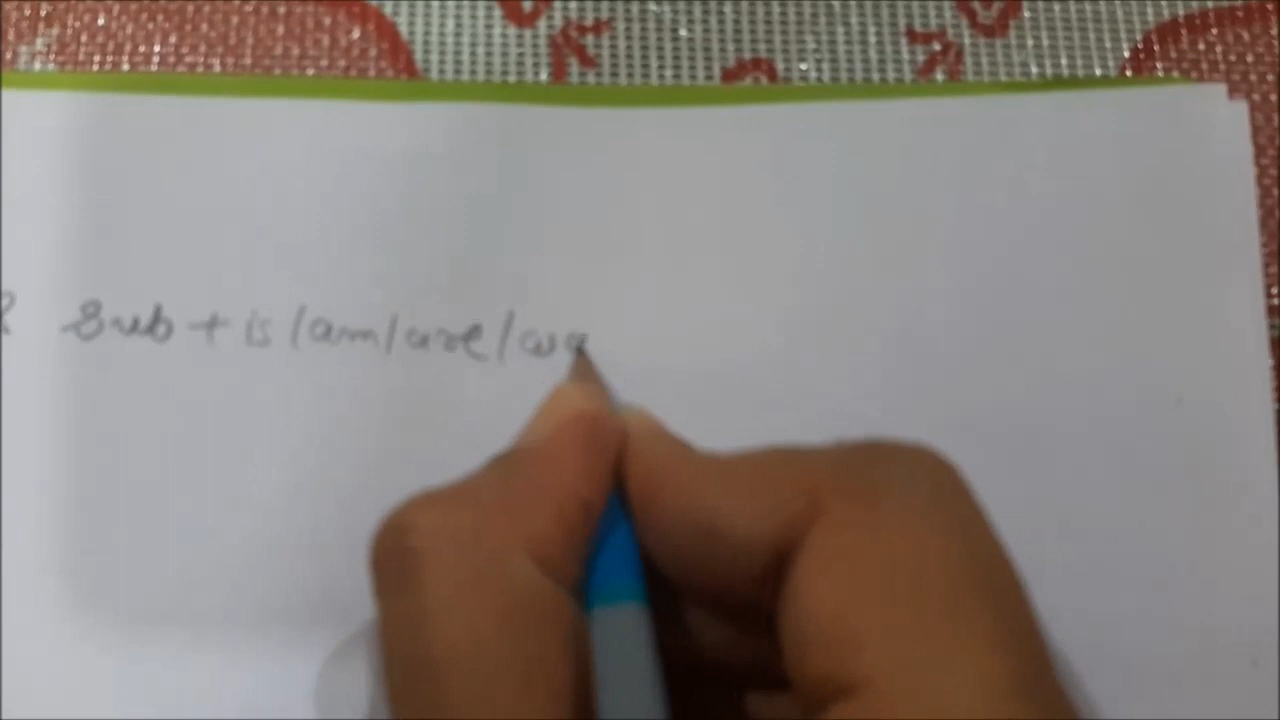 Sub + is / am / are / wa